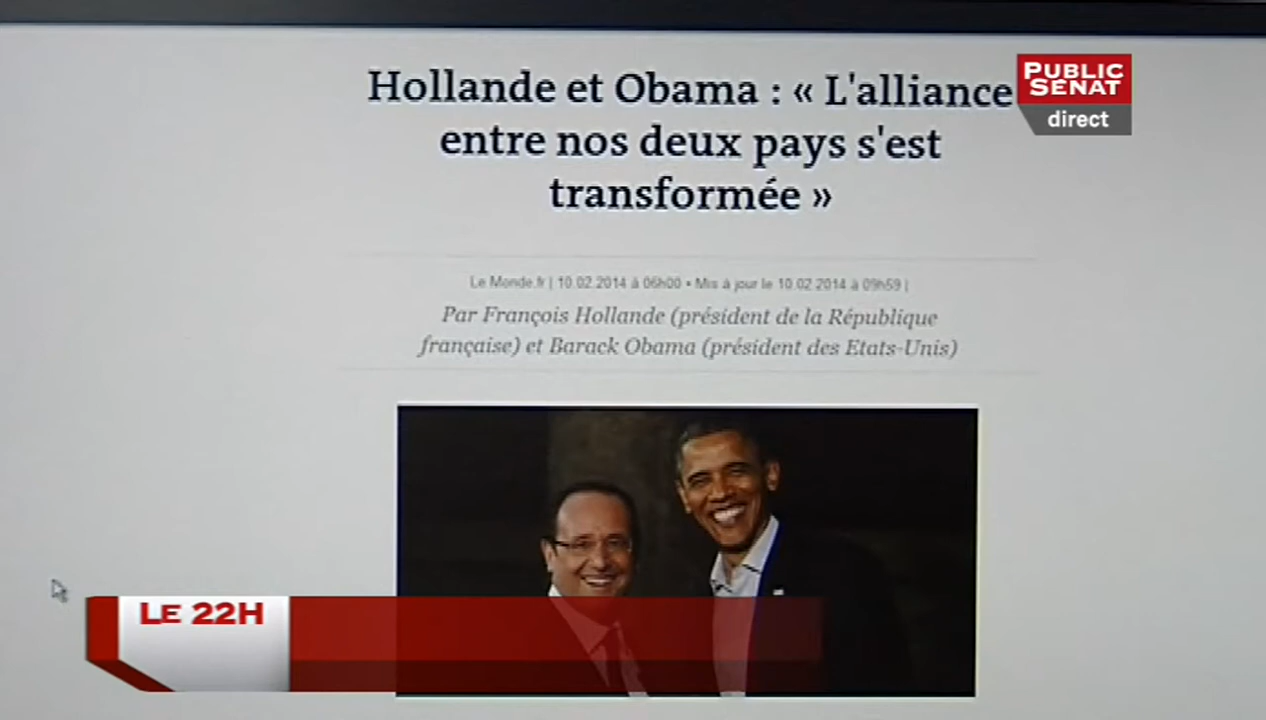 Hollande et Obama : « L'alliance
entre nos deux pays s'est
transformée »
PUBLIC
SENAT
direct
Le Monde.fr | 10.02.2014 à 06h00 • Mis à jour le 10.02.2014 à 09h59 |
Par François Hollande (président de la République
française) et Barack Obama (président des Etats-Unis)
LE 22H